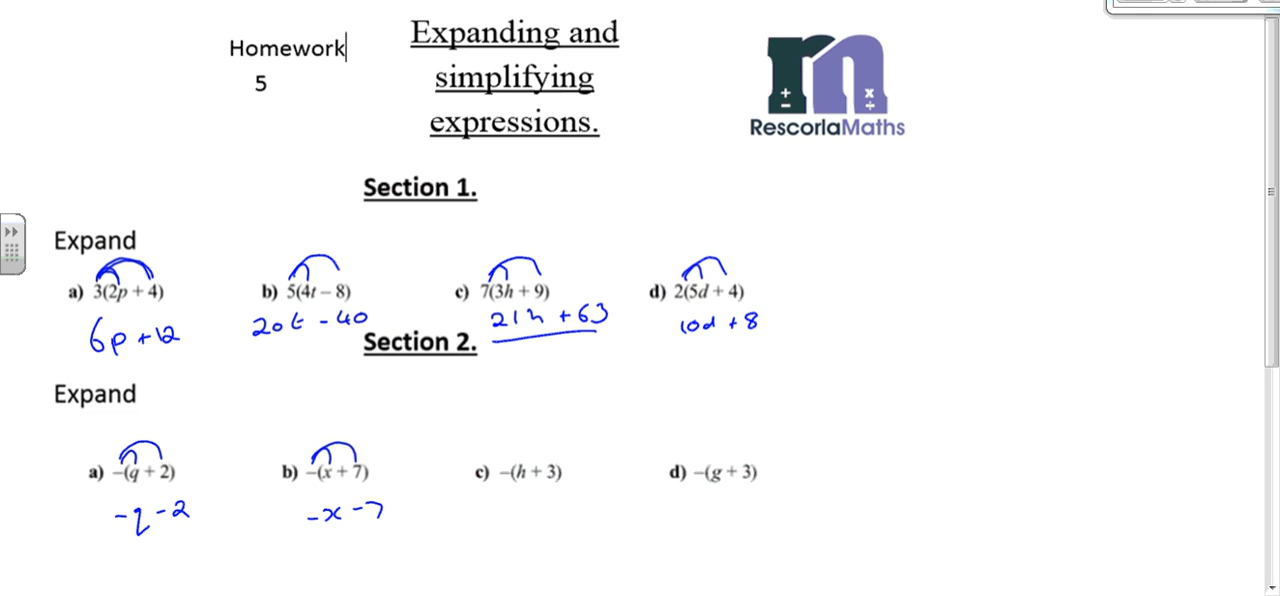 Homework
5
Expanding and
simplifying
expressions.
+ − x ÷
RescorlaMaths
Section 1.
Expand
a) 3(2p + 4) b) 5(4t – 8) c) 7(3h + 9) d) 2(5d + 4)
6p + 12 20t - 40 21h + 63 10d + 8
Section 2.
Expand
a) –(q + 2) b) –(x + 7) c) –(h + 3) d) –(g + 3)
-q - 2 -x - 7